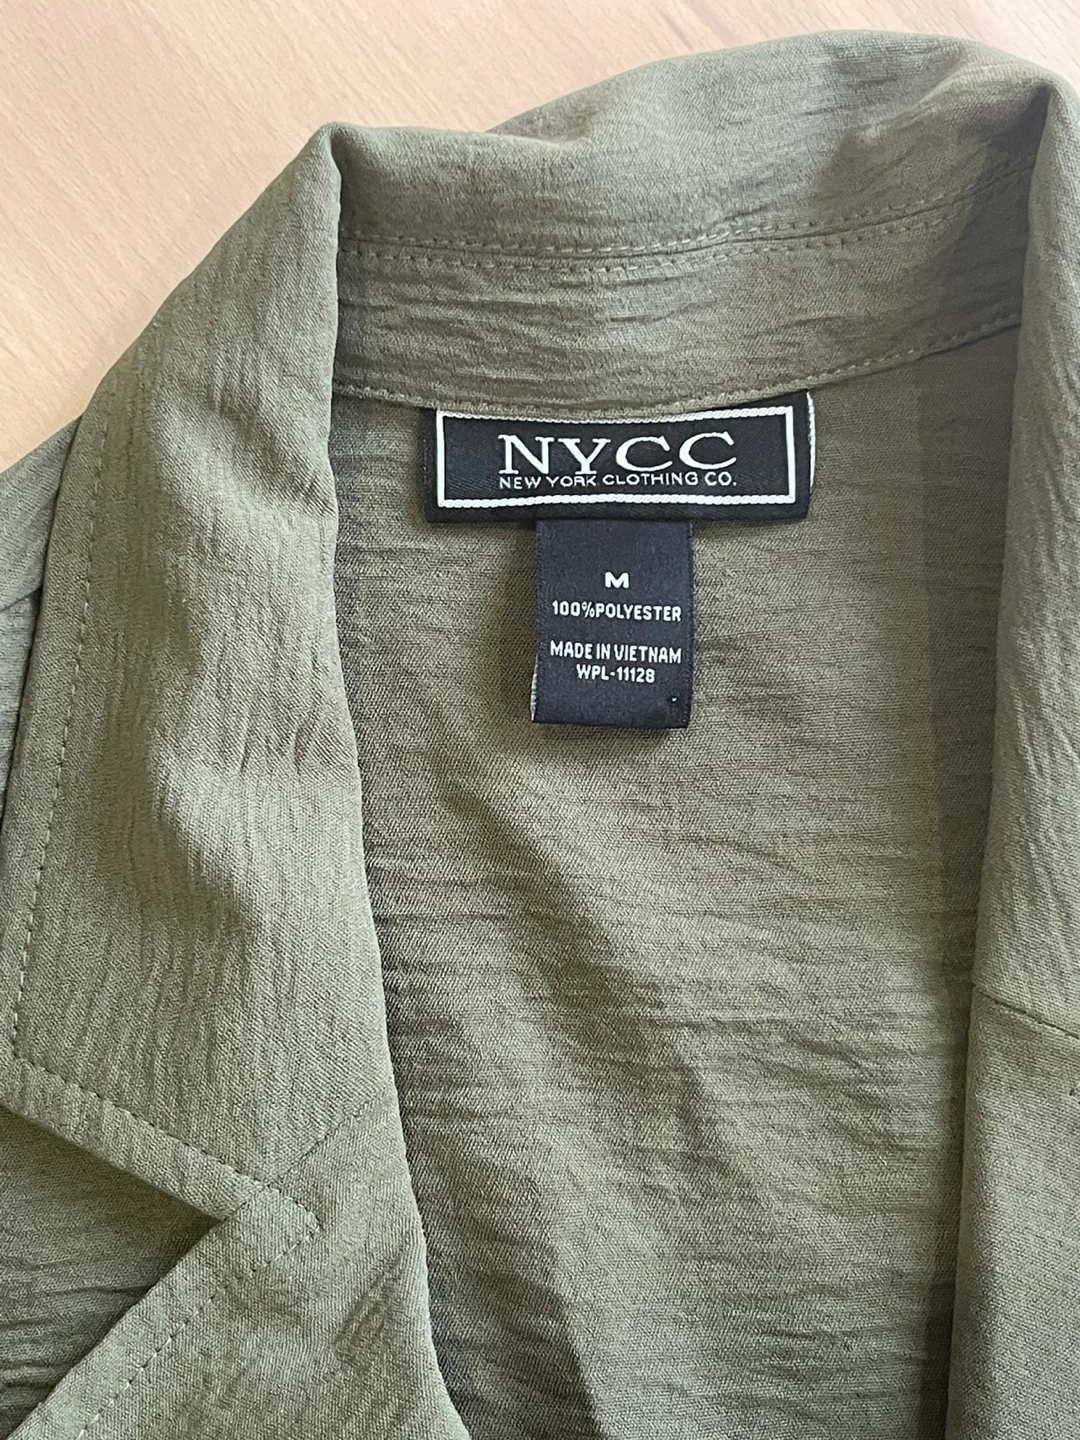 NYCC
NEW YORK CLOTHING CO.
M
100%POLYESTER
MADE IN VIETNAM
WPL-11128